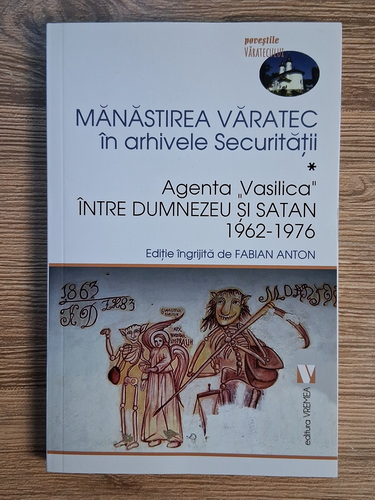 poveștile
VĂRATECULUI
MĂNĂSTIREA VĂRATEC
în arhivele Securității
*
Agenta „Vasilica"
ÎNTRE DUMNEZEU ȘI SATAN
1962-1976
Ediție îngrijită de FABIAN ANTON
1863
1283
editura VREMEA